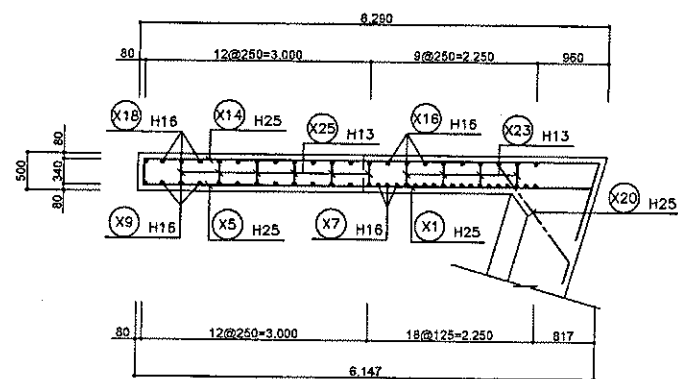 6.290
80 12@250=3.000 9@250=2.250 960
X18 H16 X14 H25 X25 H13 X16 H16 X23 H13
80
500 340
80
X20 H25
X9 H16 X5 H25 X7 H16 X1 H25
80 12@250=3.000 18@125=2.250 817
6.147